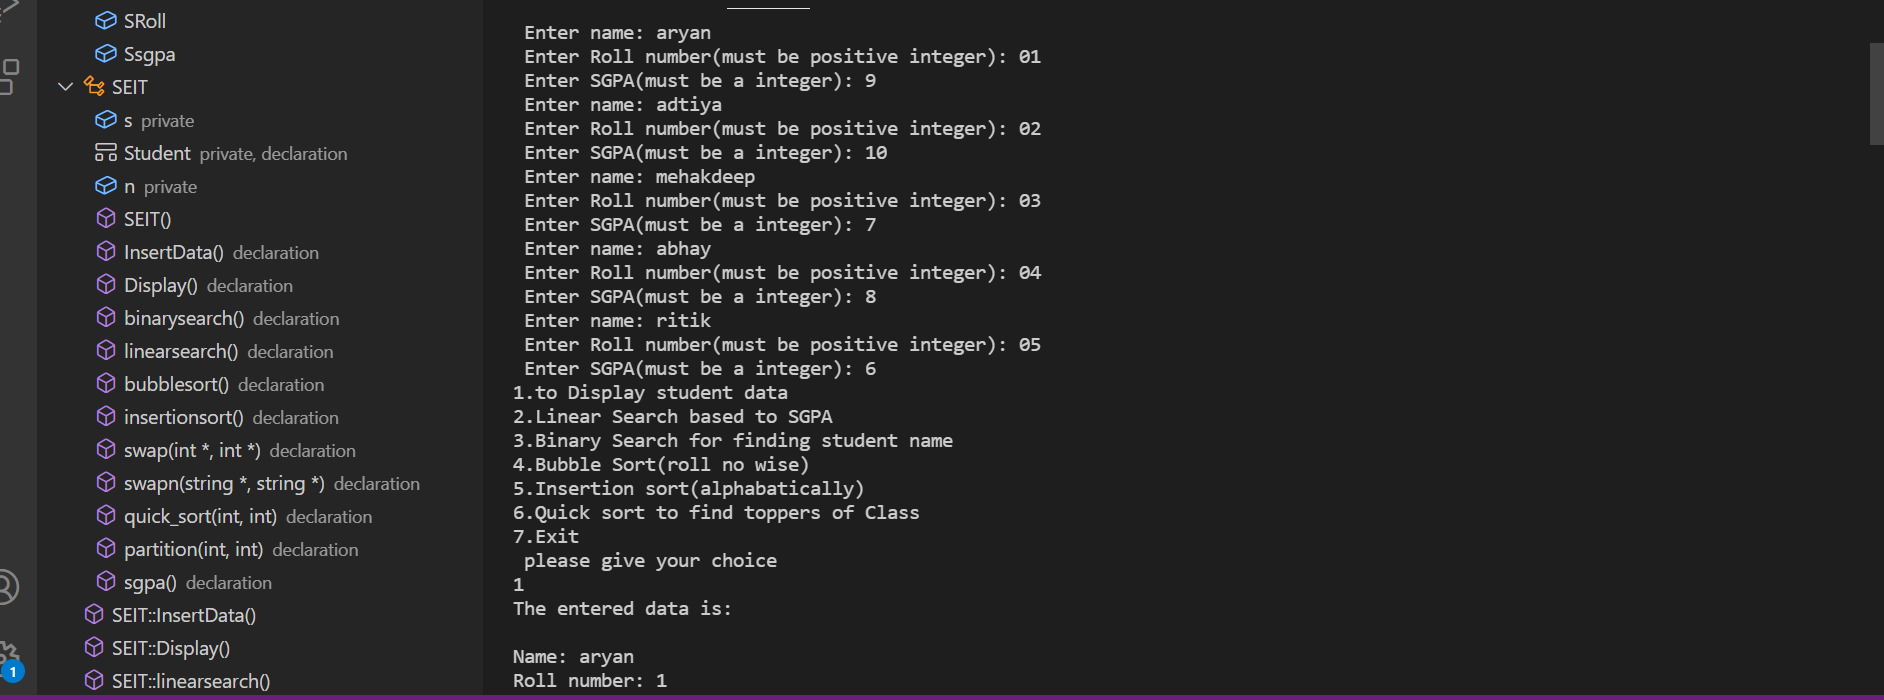 SRoll
Ssgpa
SEIT
s private
Student private, declaration
n private
SEIT()
InsertData() declaration
Display() declaration
binarysearch() declaration
linearsearch() declaration
bubblesort() declaration
insertionsort() declaration
swap(int *, int *) declaration
swapn(string *, string *) declaration
quick_sort(int, int) declaration
partition(int, int) declaration
sgpa() declaration
SEIT::InsertData()
SEIT::Display()
SEIT::linearsearch()
1
Enter name: aryan
Enter Roll number(must be positive integer): 01
Enter SGPA(must be a integer): 9
Enter name: adtiya
Enter Roll number(must be positive integer): 02
Enter SGPA(must be a integer): 10
Enter name: mehakdeep
Enter Roll number(must be positive integer): 03
Enter SGPA(must be a integer): 7
Enter name: abhay
Enter Roll number(must be positive integer): 04
Enter SGPA(must be a integer): 8
Enter name: ritik
Enter Roll number(must be positive integer): 05
Enter SGPA(must be a integer): 6
1.to Display student data
2.Linear Search based to SGPA
3.Binary Search for finding student name
4.Bubble Sort(roll no wise)
5.Insertion sort(alphabatically)
6.Quick sort to find toppers of Class
7.Exit
please give your choice
1
The entered data is:
Name: aryan
Roll number: 1